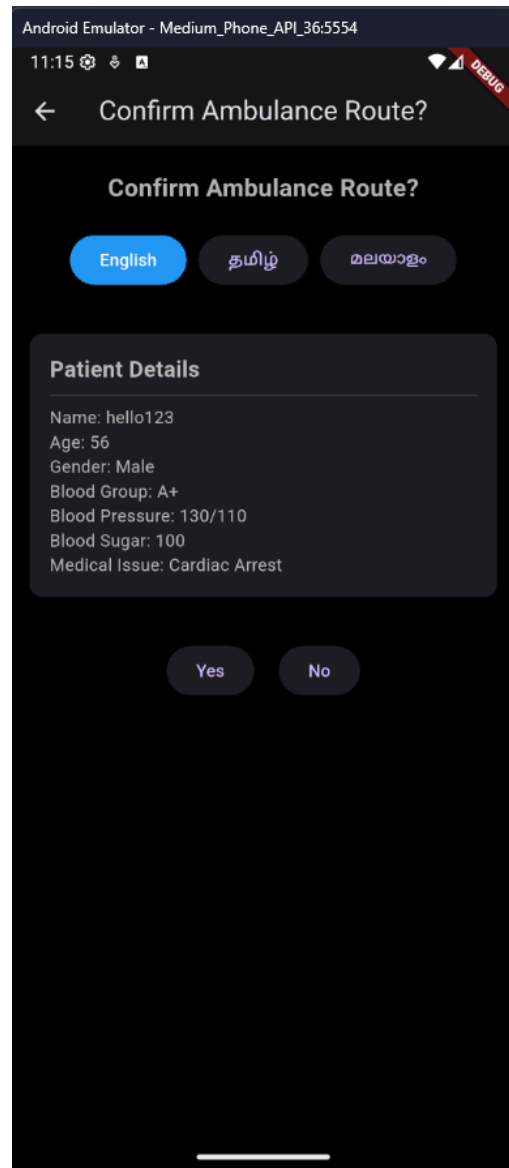 Android Emulator - Medium_Phone_API_36:5554
11:15
DEBUG
Confirm Ambulance Route?
Confirm Ambulance Route?
English தமிழ் മലയാളം
Patient Details
Name: hello123
Age: 56
Gender: Male
Blood Group: A+
Blood Pressure: 130/110
Blood Sugar: 100
Medical Issue: Cardiac Arrest
Yes No